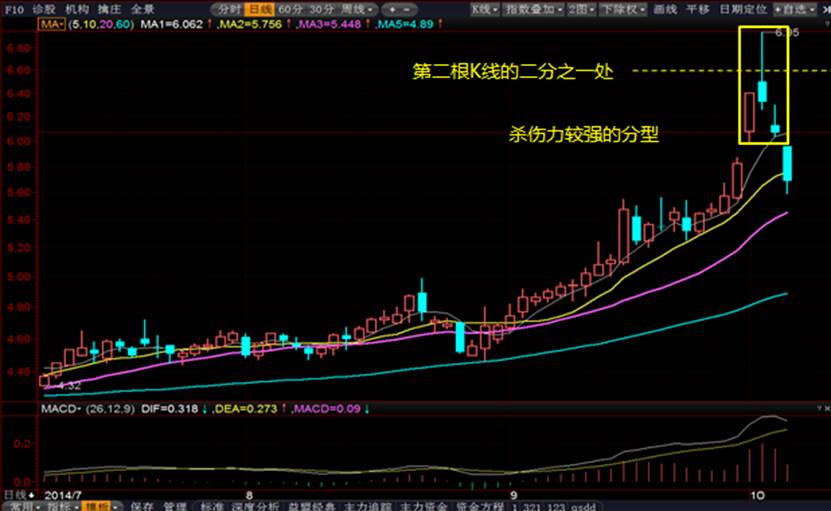 F10 诊股 机构 擒庄 全景 分时 日线 60分 30分 周线 K线 指数叠加 2图 下除权 画线 平移 日期定位 自选
MA (5,10,20,60) MA1=6.062 ↑ ,MA2=5.756 ↑ ,MA3=5.448 ↑ ,MA5=4.89 ↑
6.95
6.80
第二根K线的二分之一处
6.60
6.40
6.20
杀伤力较强的分型
6.00
5.80
5.60
5.40
5.20
5.00
4.80
4.60
4.40
4.32
MACD (26,12,9) DIF=0.318 ↓ ,DEA=0.273 ↑ ,MACD=0.09 ↓
0.2
0.0
日线 2014/7 8 9 10
常用 指标 模板 保存 管理 标准 深度分析 益盟经典 主力追踪 主力资金 资金方程 1 321 123 gsdd